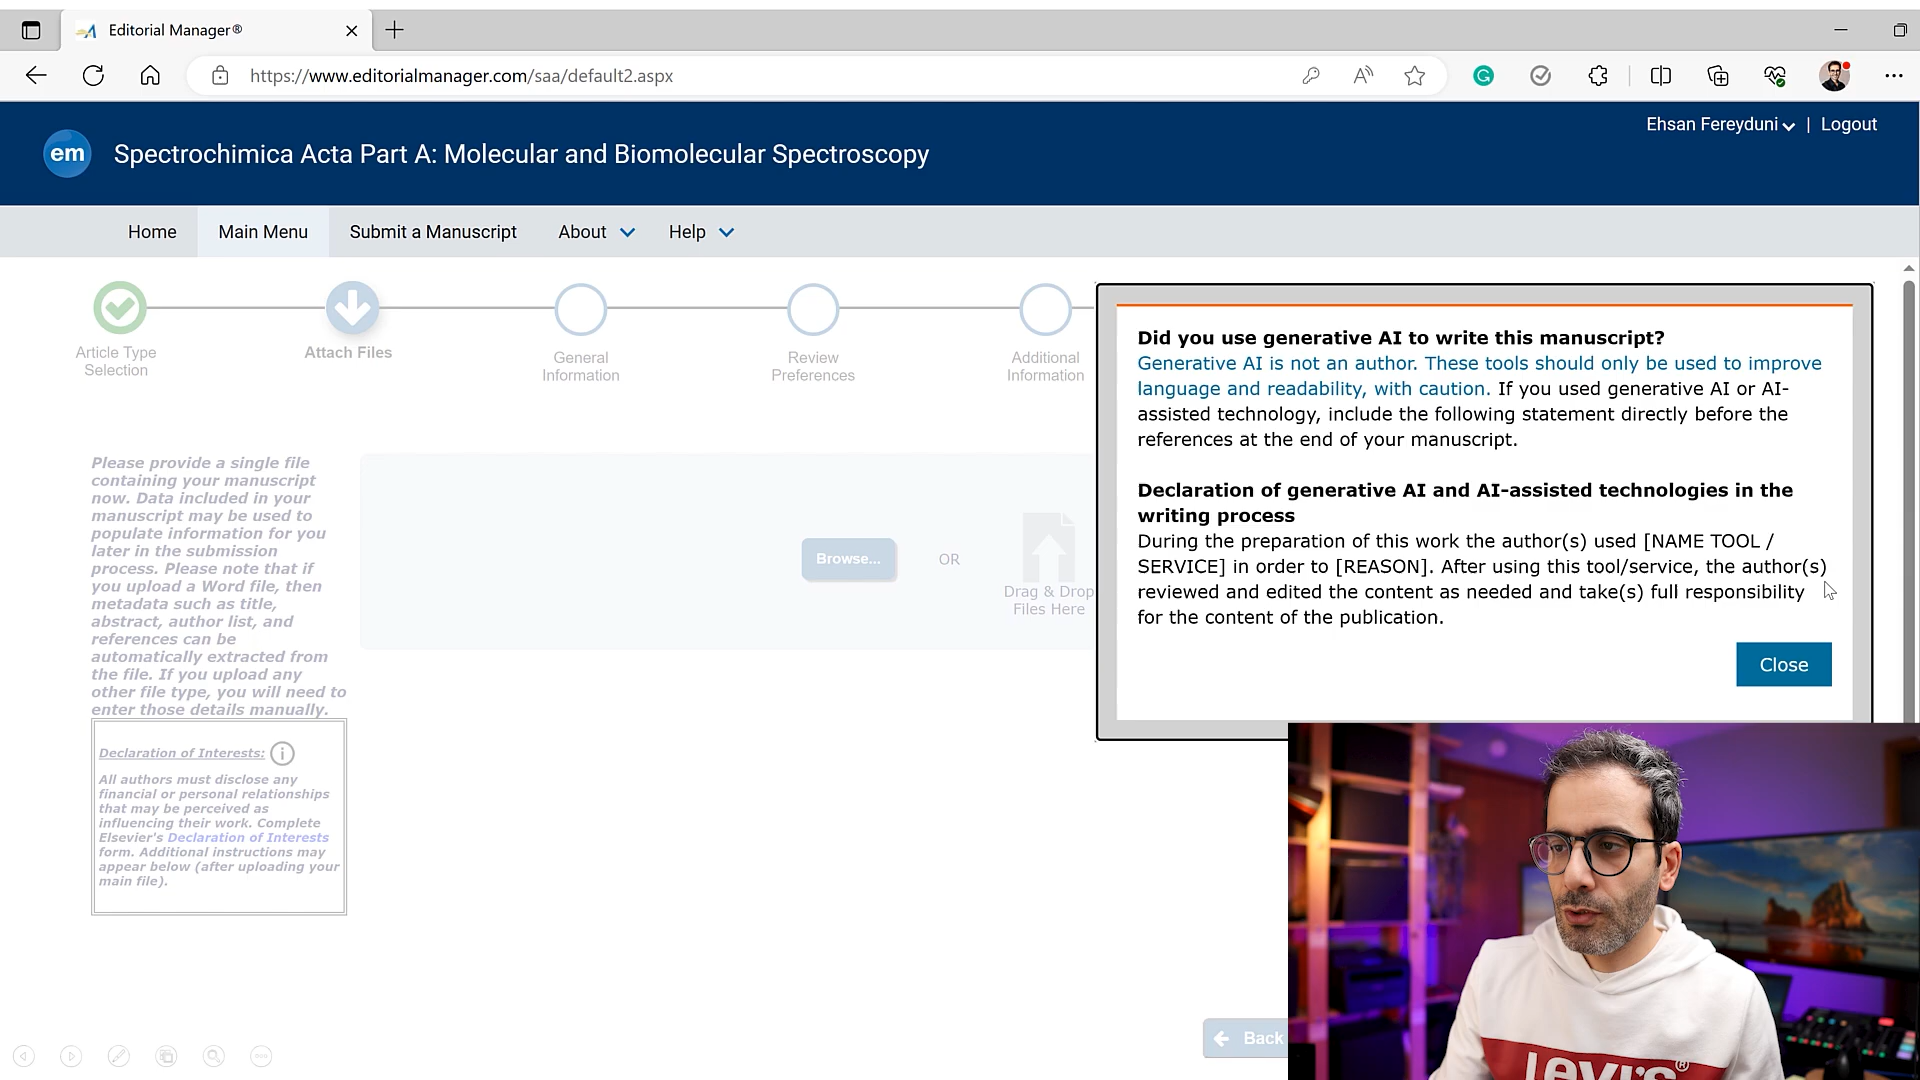 Editorial Manager®
https://www.editorialmanager.com/saa/default2.aspx
Ehsan Fereyduni | Logout
em
Spectrochimica Acta Part A: Molecular and Biomolecular Spectroscopy
Home
Main Menu
Submit a Manuscript
About
Help
Article Type
Selection
Attach Files
General
Information
Review
Preferences
Additional
Information
Please provide a single file
containing your manuscript
now. Data included in your
manuscript may be used to
populate information for you
later in the submission
process. Please note that if
you upload a Word file, then
metadata such as title,
abstract, author list, and
references can be
automatically extracted from
the file. If you upload any
other file type, you will need to
enter those details manually.
Declaration of Interests:
All authors must disclose any
financial or personal relationships
that may be perceived as
influencing their work. Complete
Elsevier's Declaration of Interests
form. Additional instructions may
appear below (after uploading your
main file).
Browse...
OR
Drag & Drop
Files Here
Did you use generative AI to write this manuscript?
Generative AI is not an author. These tools should only be used to improve
language and readability, with caution. If you used generative AI or AI-
assisted technology, include the following statement directly before the
references at the end of your manuscript.
Declaration of generative AI and AI-assisted technologies in the
writing process
During the preparation of this work the author(s) used [NAME TOOL /
SERVICE] in order to [REASON]. After using this tool/service, the author(s)
reviewed and edited the content as needed and take(s) full responsibility
for the content of the publication.
Close
Back
Levi's®